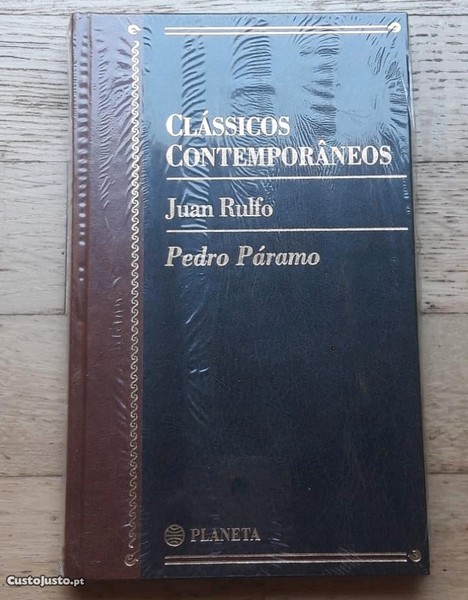 CLÁSSICOS
CONTEMPORÂNEOS
Juan Rulfo
Pedro Páramo
PLANETA
CustoJusto.pt